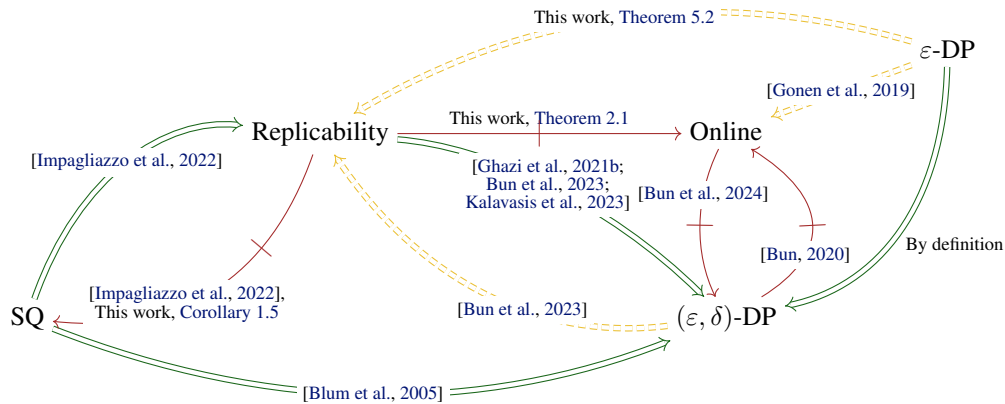 This work, Theorem 5.2
ε-DP
[Gonen et al., 2019]
This work, Theorem 2.1
Replicability
Online
[Impagliazzo et al., 2022]
[Ghazi et al., 2021b;
Bun et al., 2023;
Kalavasis et al., 2023]
[Bun et al., 2024]
[Bun, 2020]
By definition
[Impagliazzo et al., 2022],
This work, Corollary 1.5
[Bun et al., 2023]
SQ
(ε, δ)-DP
[Blum et al., 2005]